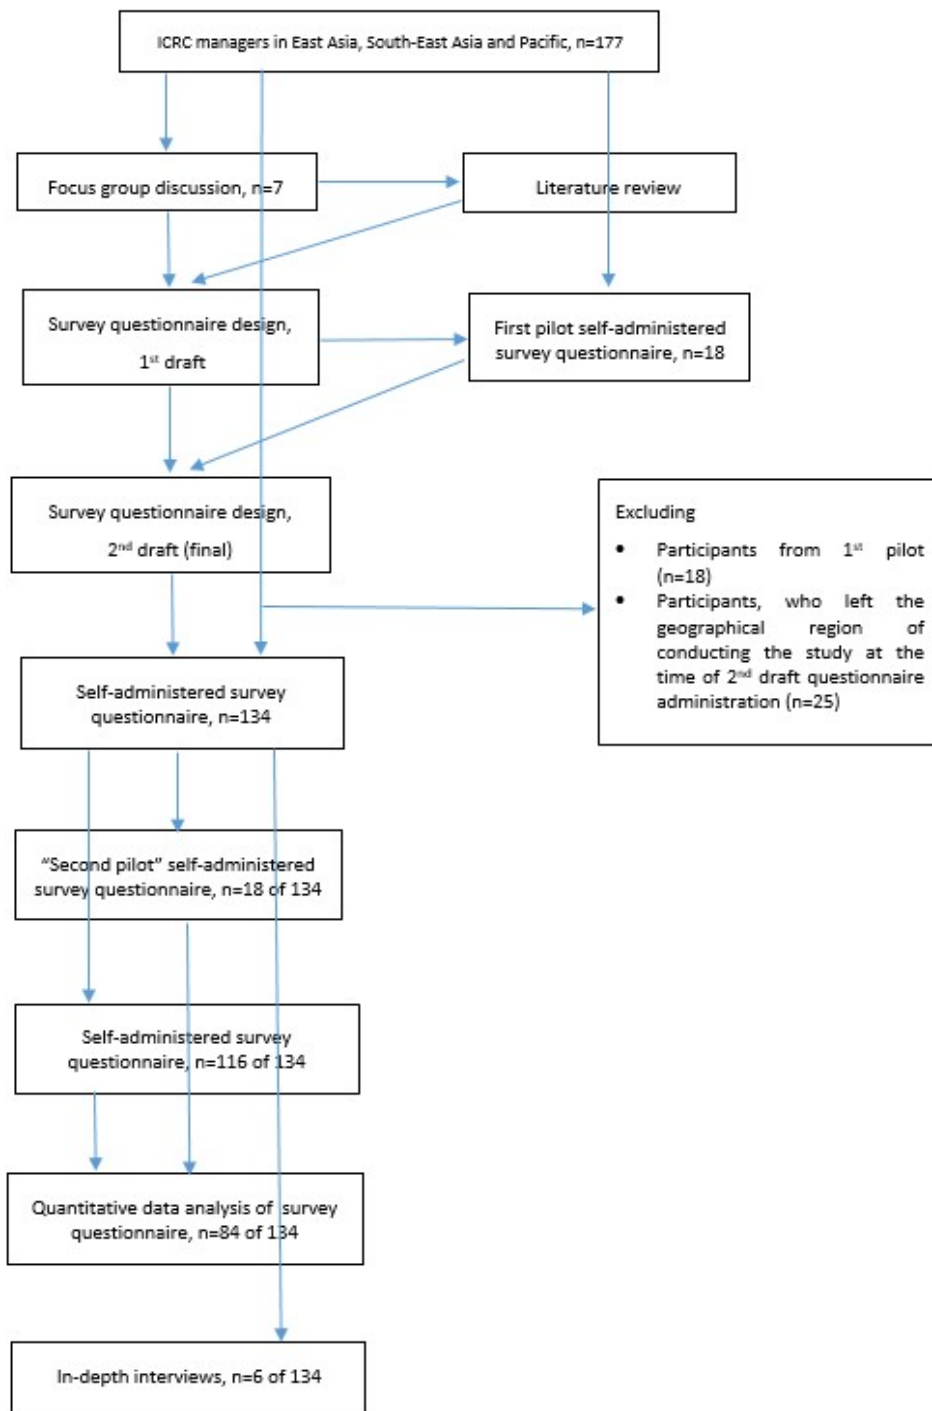 ICRC managers in East Asia, South-East Asia and Pacific, n=177
Focus group discussion, n=7
Literature review
Survey questionnaire design,
1st draft
First pilot self-administered
survey questionnaire, n=18
Survey questionnaire design,
2nd draft (final)
Excluding
• Participants from 1st pilot
(n=18)
• Participants, who left the
geographical region of
conducting the study at the
time of 2nd draft questionnaire
administration (n=25)
Self-administered survey
questionnaire, n=134
“Second pilot” self-administered
survey questionnaire, n=18 of 134
Self-administered survey
questionnaire, n=116 of 134
Quantitative data analysis of survey
questionnaire, n=84 of 134
In-depth interviews, n=6 of 134